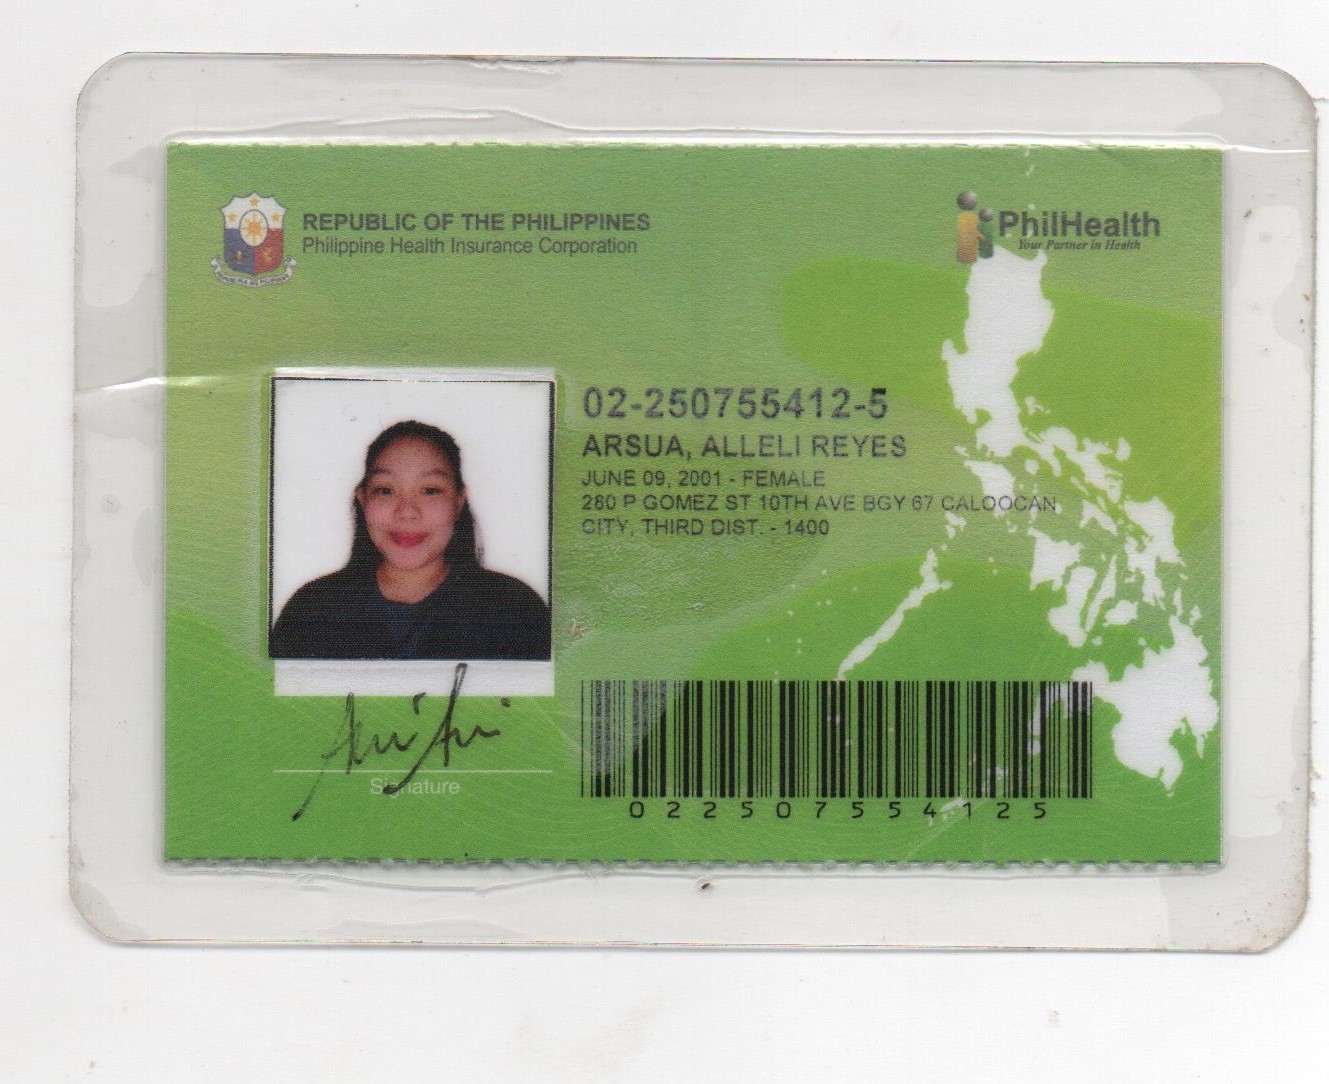 REPUBLIC OF THE PHILIPPINES
Philippine Health Insurance Corporation
PhilHealth
Your Partner in Health
02-250755412-5
ARSUA, ALLELI REYES
JUNE 09, 2001 - FEMALE
280 P GOMEZ ST 10TH AVE BGY 67 CALOOCAN
CITY, THIRD DIST. - 1400
Signature
022507554125